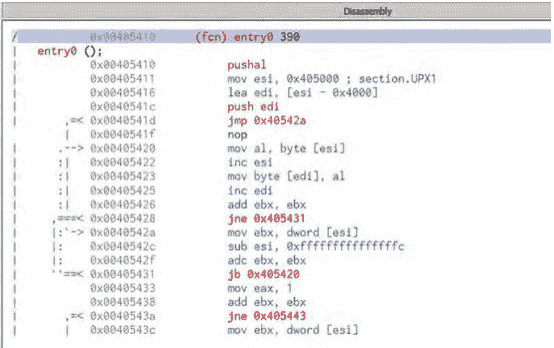 Disassembly
/ 0x00405410 (fcn) entry0 390
| entry0 ();
| 0x00405410 pushal
| 0x00405411 mov esi, 0x405000 ; section.UPX1
| 0x00405416 lea edi, [esi - 0x4000]
| 0x0040541c push edi
| ,=< 0x0040541d jmp 0x40542a
| | 0x0040541f nop
| .--> 0x00405420 mov al, byte [esi]
| :| 0x00405422 inc esi
| :| 0x00405423 mov byte [edi], al
| :| 0x00405425 inc edi
| :| 0x00405426 add ebx, ebx
| ,===< 0x00405428 jne 0x405431
| |:`-> 0x0040542a mov ebx, dword [esi]
| |: 0x0040542c sub esi, 0xfffffffffffffffc
| |: 0x0040542f adc ebx, ebx
| ``==< 0x00405431 jb 0x405420
| 0x00405433 mov eax, 1
| 0x00405438 add ebx, ebx
| ,=< 0x0040543a jne 0x405443
| | 0x0040543c mov ebx, dword [esi]